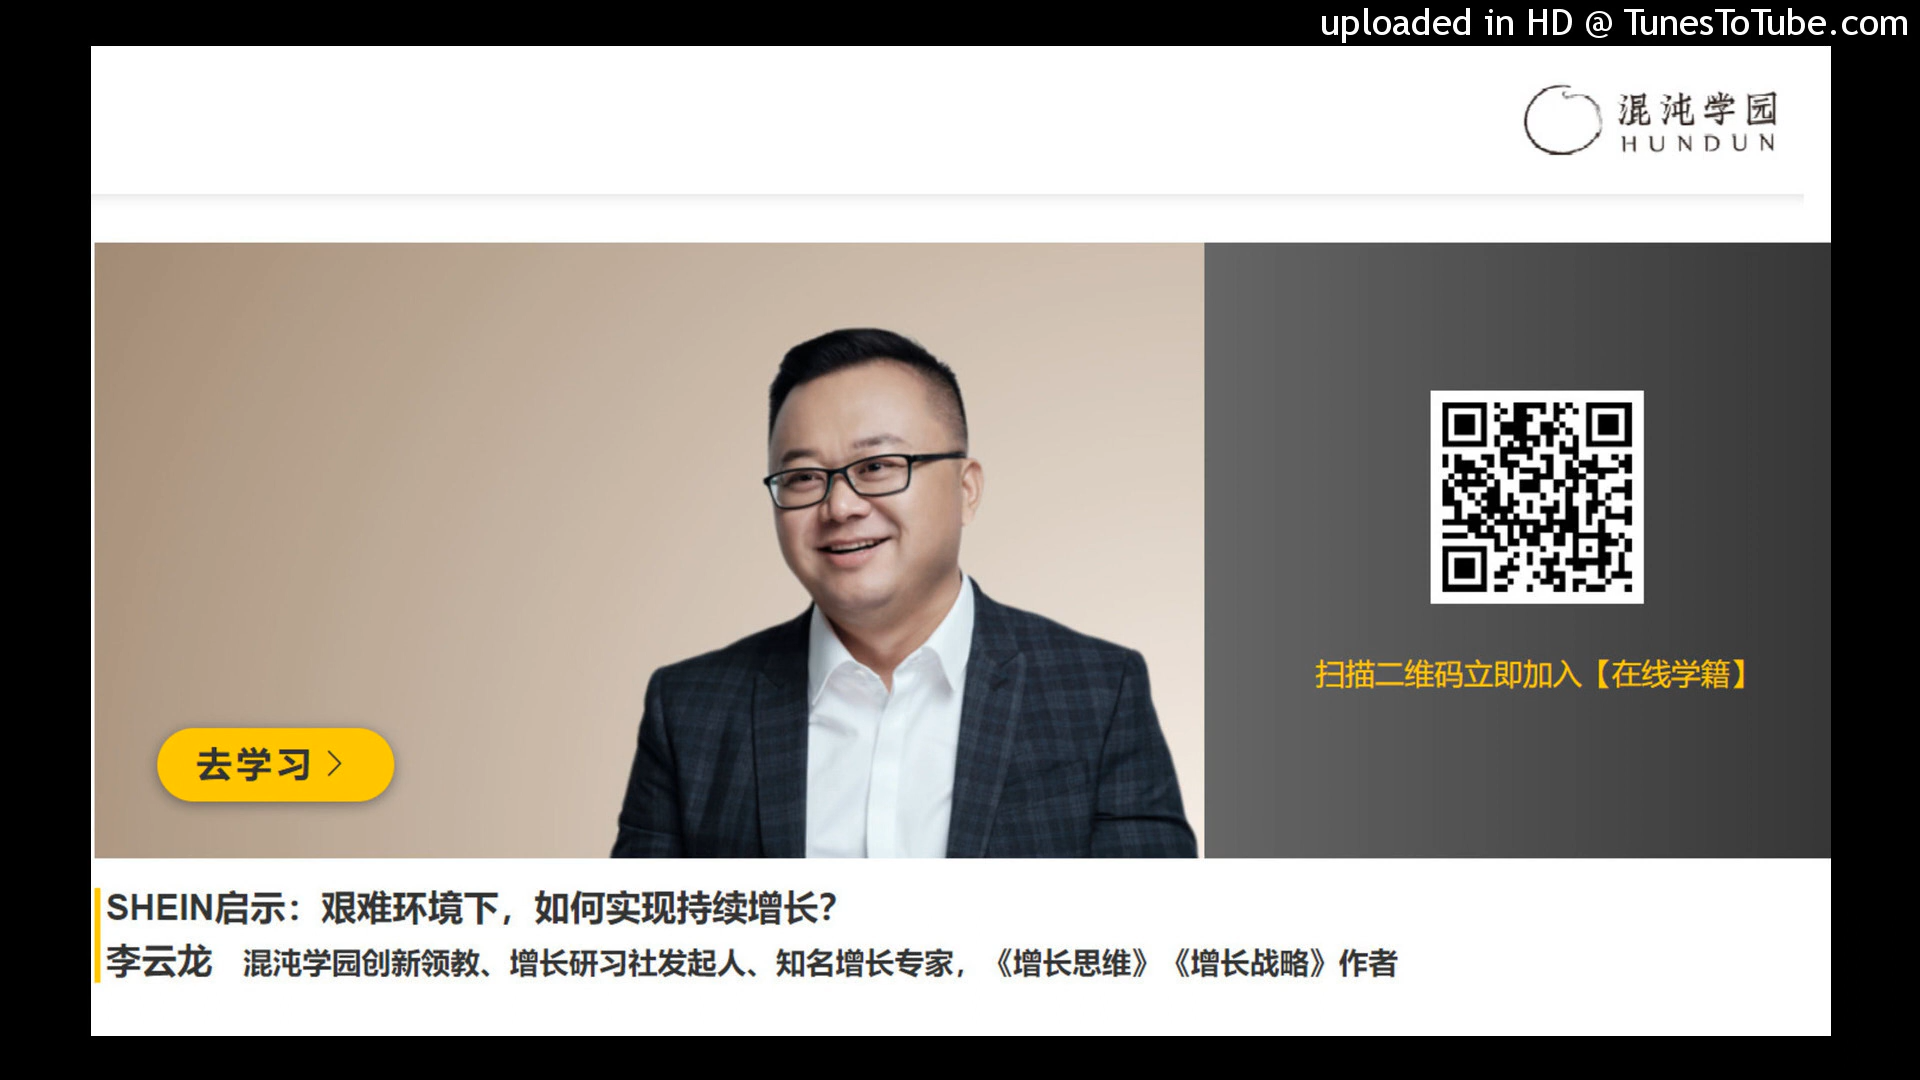 uploaded in HD @ TunesToTube.com
混沌学园
HUNDUN
扫描二维码立即加入【在线学籍】
去学习 >
SHEIN启示：艰难环境下，如何实现持续增长？
李云龙 混沌学园创新领教、增长研习社发起人、知名增长专家，《增长思维》《增长战略》作者